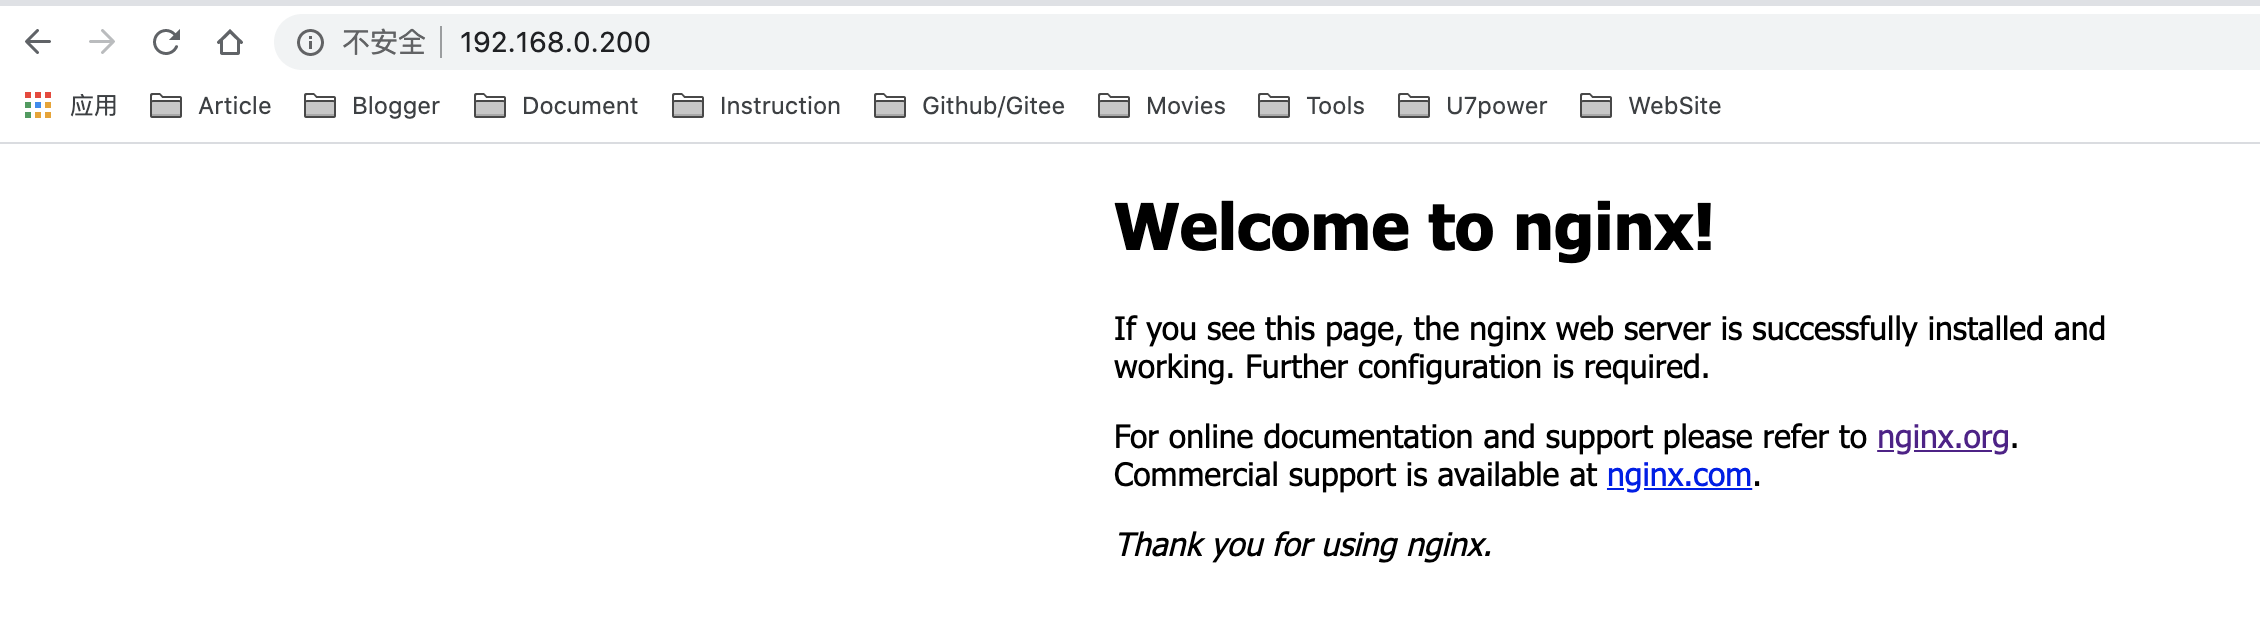 不安全 192.168.0.200
应用 Article Blogger Document Instruction Github/Gitee Movies Tools U7power WebSite
Welcome to nginx!
If you see this page, the nginx web server is successfully installed and
working. Further configuration is required.
For online documentation and support please refer to nginx.org.
Commercial support is available at nginx.com.
Thank you for using nginx.